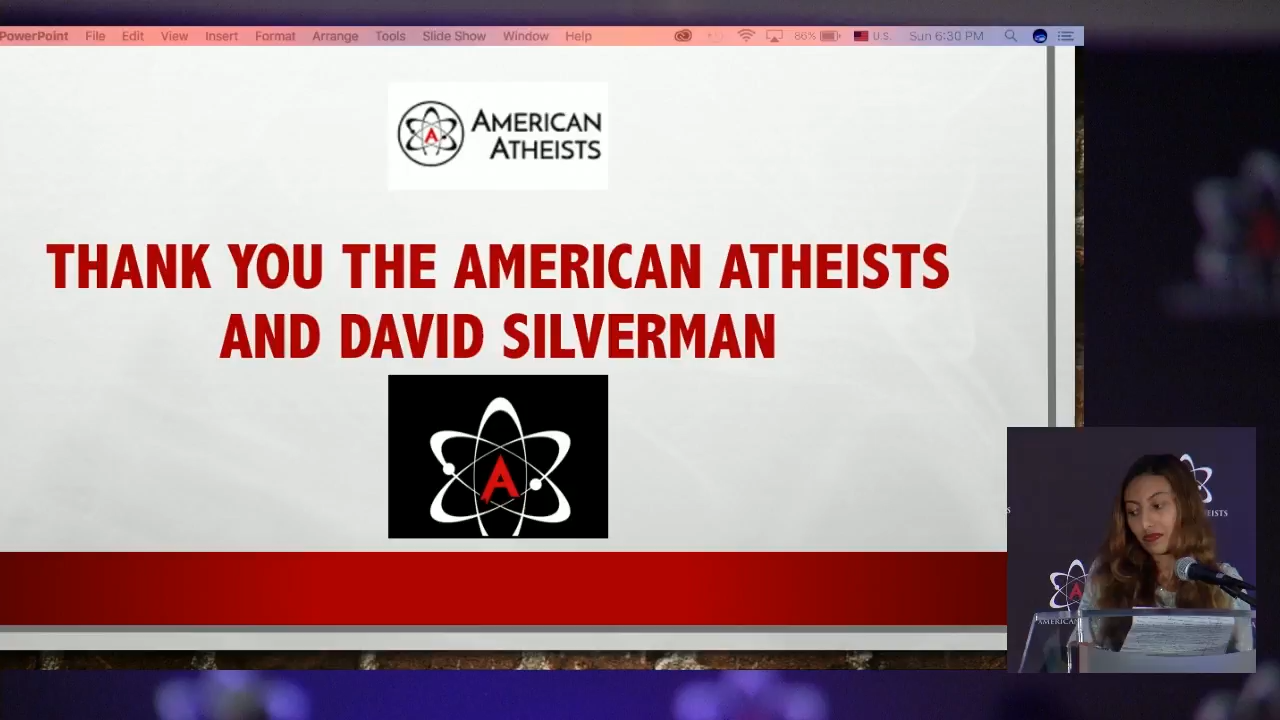 PowerPoint File Edit View Insert Format Arrange Tools Slide Show Window Help 86% U.S. Sun 6:30 PM
AMERICAN
ATHEISTS
THANK YOU THE AMERICAN ATHEISTS
AND DAVID SILVERMAN
A